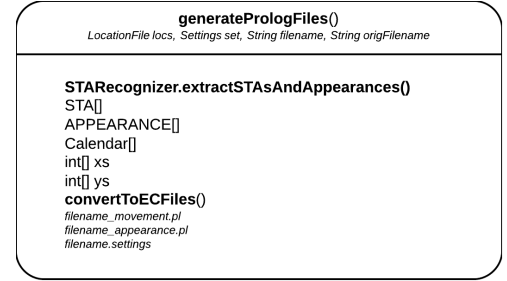 generatePrologFiles()
LocationFile locs, Settings set, String filename, String origFilename
STARecognizer.extractSTAsAndAppearances()
STA[]
APPEARANCE[]
Calendar[]
int[] xs
int[] ys
convertToECFiles()
filename_movement.pl
filename_appearance.pl
filename.settings